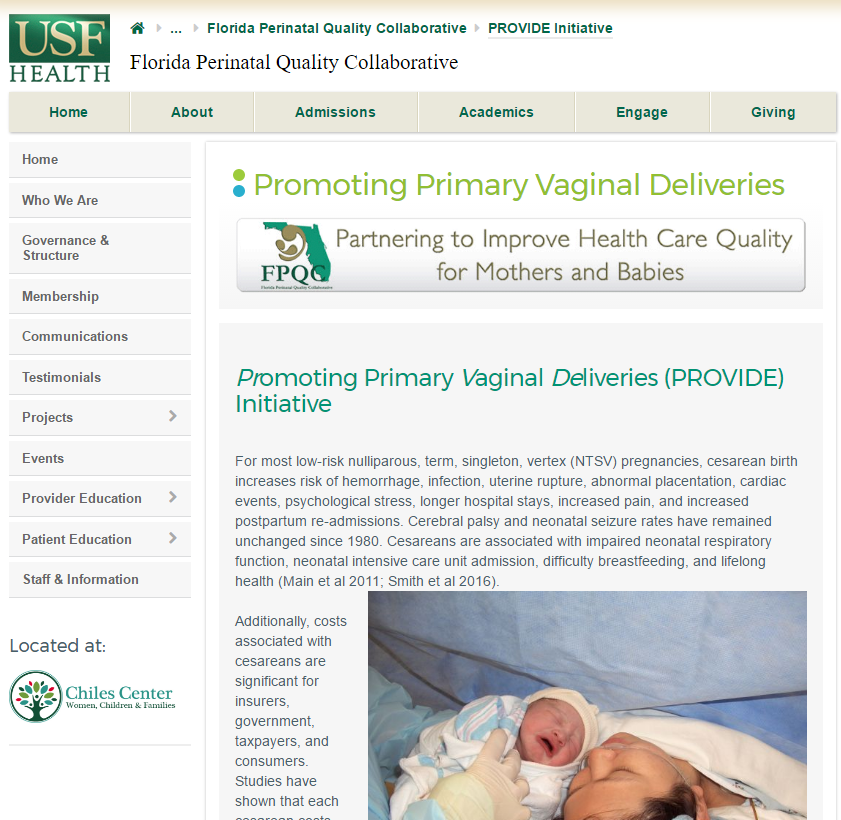 USF
HEALTH
... Florida Perinatal Quality Collaborative PROVIDE Initiative
Florida Perinatal Quality Collaborative
Home About Admissions Academics Engage Giving
Home
Who We Are
Governance &
Structure
Membership
Communications
Testimonials
Projects
Events
Provider Education
Patient Education
Staff & Information
Located at:
Chiles Center
Women, Children & Families
Promoting Primary Vaginal Deliveries
FPQC
Florida Perinatal Quality Collaborative
Partnering to Improve Health Care Quality
for Mothers and Babies
Promoting Primary Vaginal Deliveries (PROVIDE)
Initiative
For most low-risk nulliparous, term, singleton, vertex (NTSV) pregnancies, cesarean birth
increases risk of hemorrhage, infection, uterine rupture, abnormal placentation, cardiac
events, psychological stress, longer hospital stays, increased pain, and increased
postpartum re-admissions. Cerebral palsy and neonatal seizure rates have remained
unchanged since 1980. Cesareans are associated with impaired neonatal respiratory
function, neonatal intensive care unit admission, difficulty breastfeeding, and lifelong
health (Main et al 2011; Smith et al 2016).
Additionally, costs
associated with
cesareans are
significant for
insurers,
government,
taxpayers, and
consumers.
Studies have
shown that each
cesarean costs